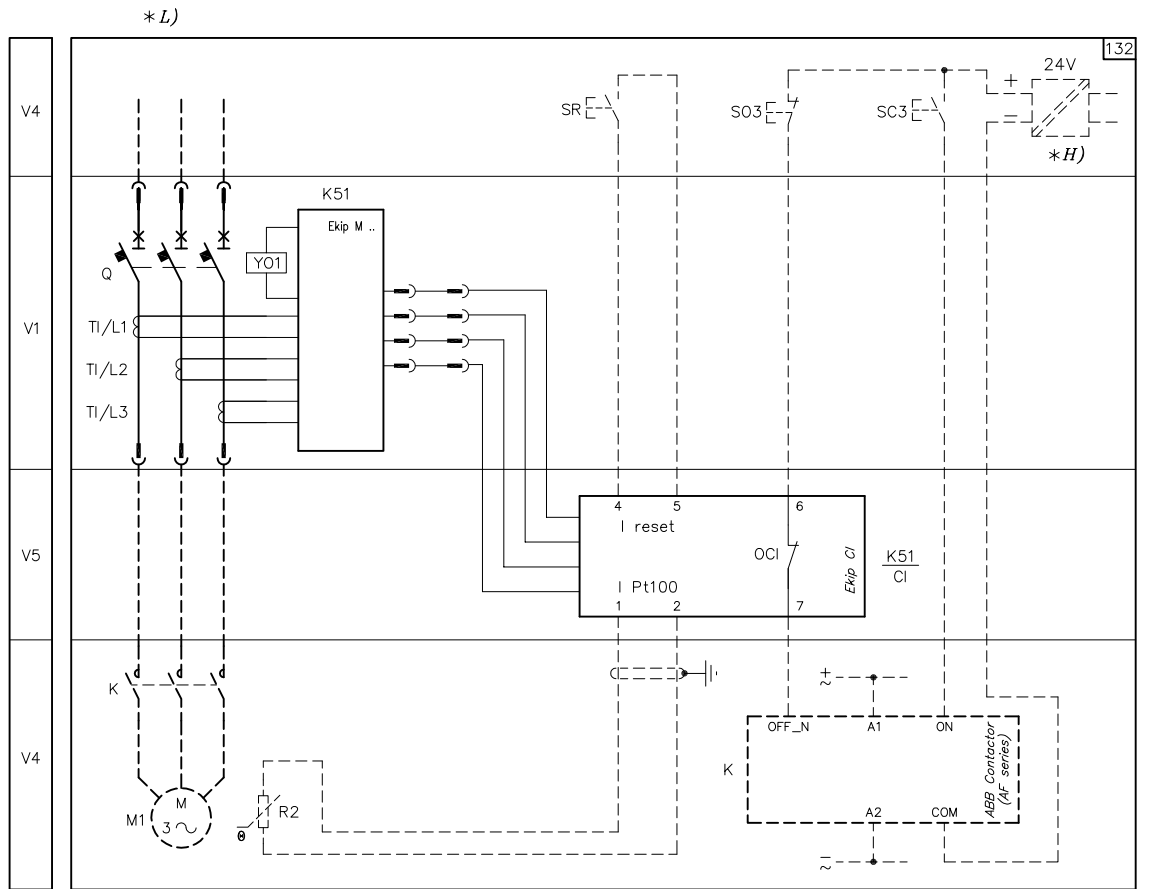 *L)
132
24V
+
−
*H)
V4
SR
SO3
SC3
K51
Ekip M ..
YO1
Q
V1
TI/L1
TI/L2
TI/L3
4 5 6
I reset
V5
OCI
Ekip CI
K51
CI
I Pt100
1 2 7
K
+
~
OFF_N A1 ON
V4
K
ABB Contactor
(AF series)
M
3 ~
M1
R2
θ
A2 COM
−
~